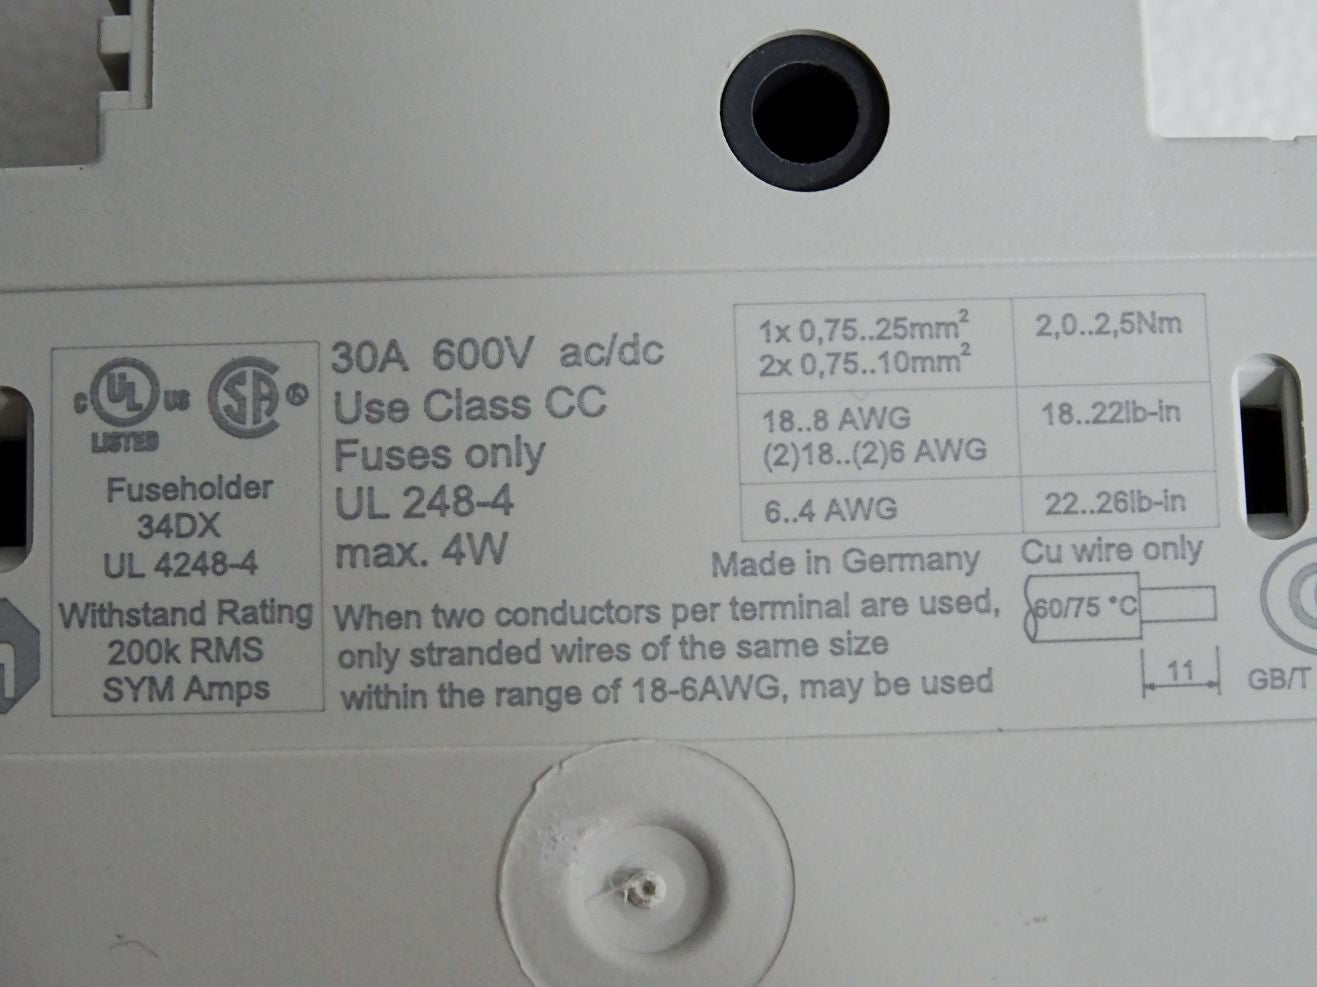 c UL us
LISTED
SA ®
Fuseholder
34DX
UL 4248-4
Withstand Rating
200k RMS
SYM Amps
30A 600V ac/dc
Use Class CC
Fuses only
UL 248-4
max. 4W
1x 0,75..25mm²
2x 0,75..10mm²
2,0..2,5Nm
18..8 AWG
(2)18..(2)6 AWG
18..22lb-in
6..4 AWG
22..26lb-in
Made in Germany
Cu wire only
60/75 °C
11
When two conductors per terminal are used,
only stranded wires of the same size
within the range of 18-6AWG, may be used
GB/T